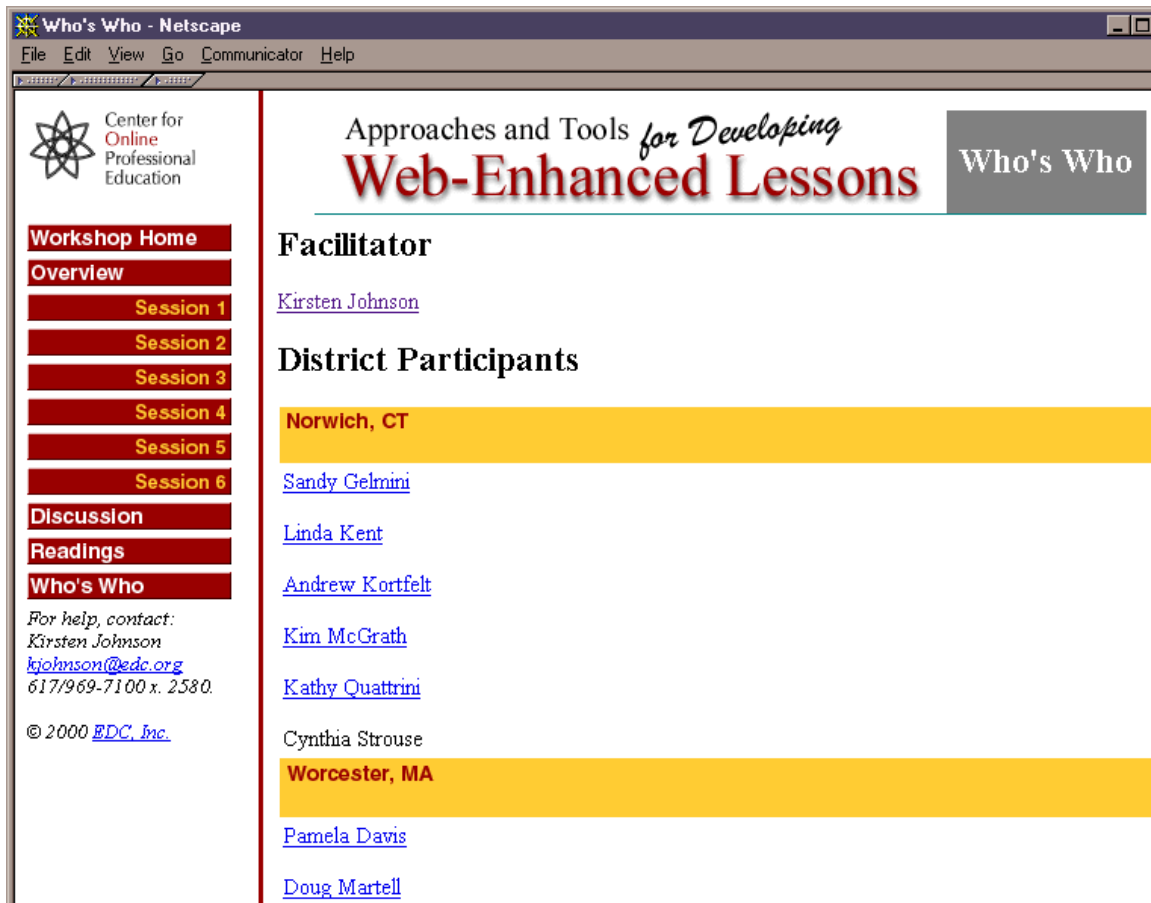 Who's Who - Netscape
File Edit View Go Communicator Help
Center for
Online
Professional
Education
Approaches and Tools for Developing
Web-Enhanced Lessons
Who's Who
Workshop Home
Overview
Session 1
Session 2
Session 3
Session 4
Session 5
Session 6
Discussion
Readings
Who's Who
For help, contact:
Kirsten Johnson
kjohnson@edc.org
617/969-7100 x. 2580.
© 2000 EDC, Inc.
Facilitator
Kirsten Johnson
District Participants
Norwich, CT
Sandy Gelmini
Linda Kent
Andrew Kortfelt
Kim McGrath
Kathy Quattrini
Cynthia Strouse
Worcester, MA
Pamela Davis
Doug Martell